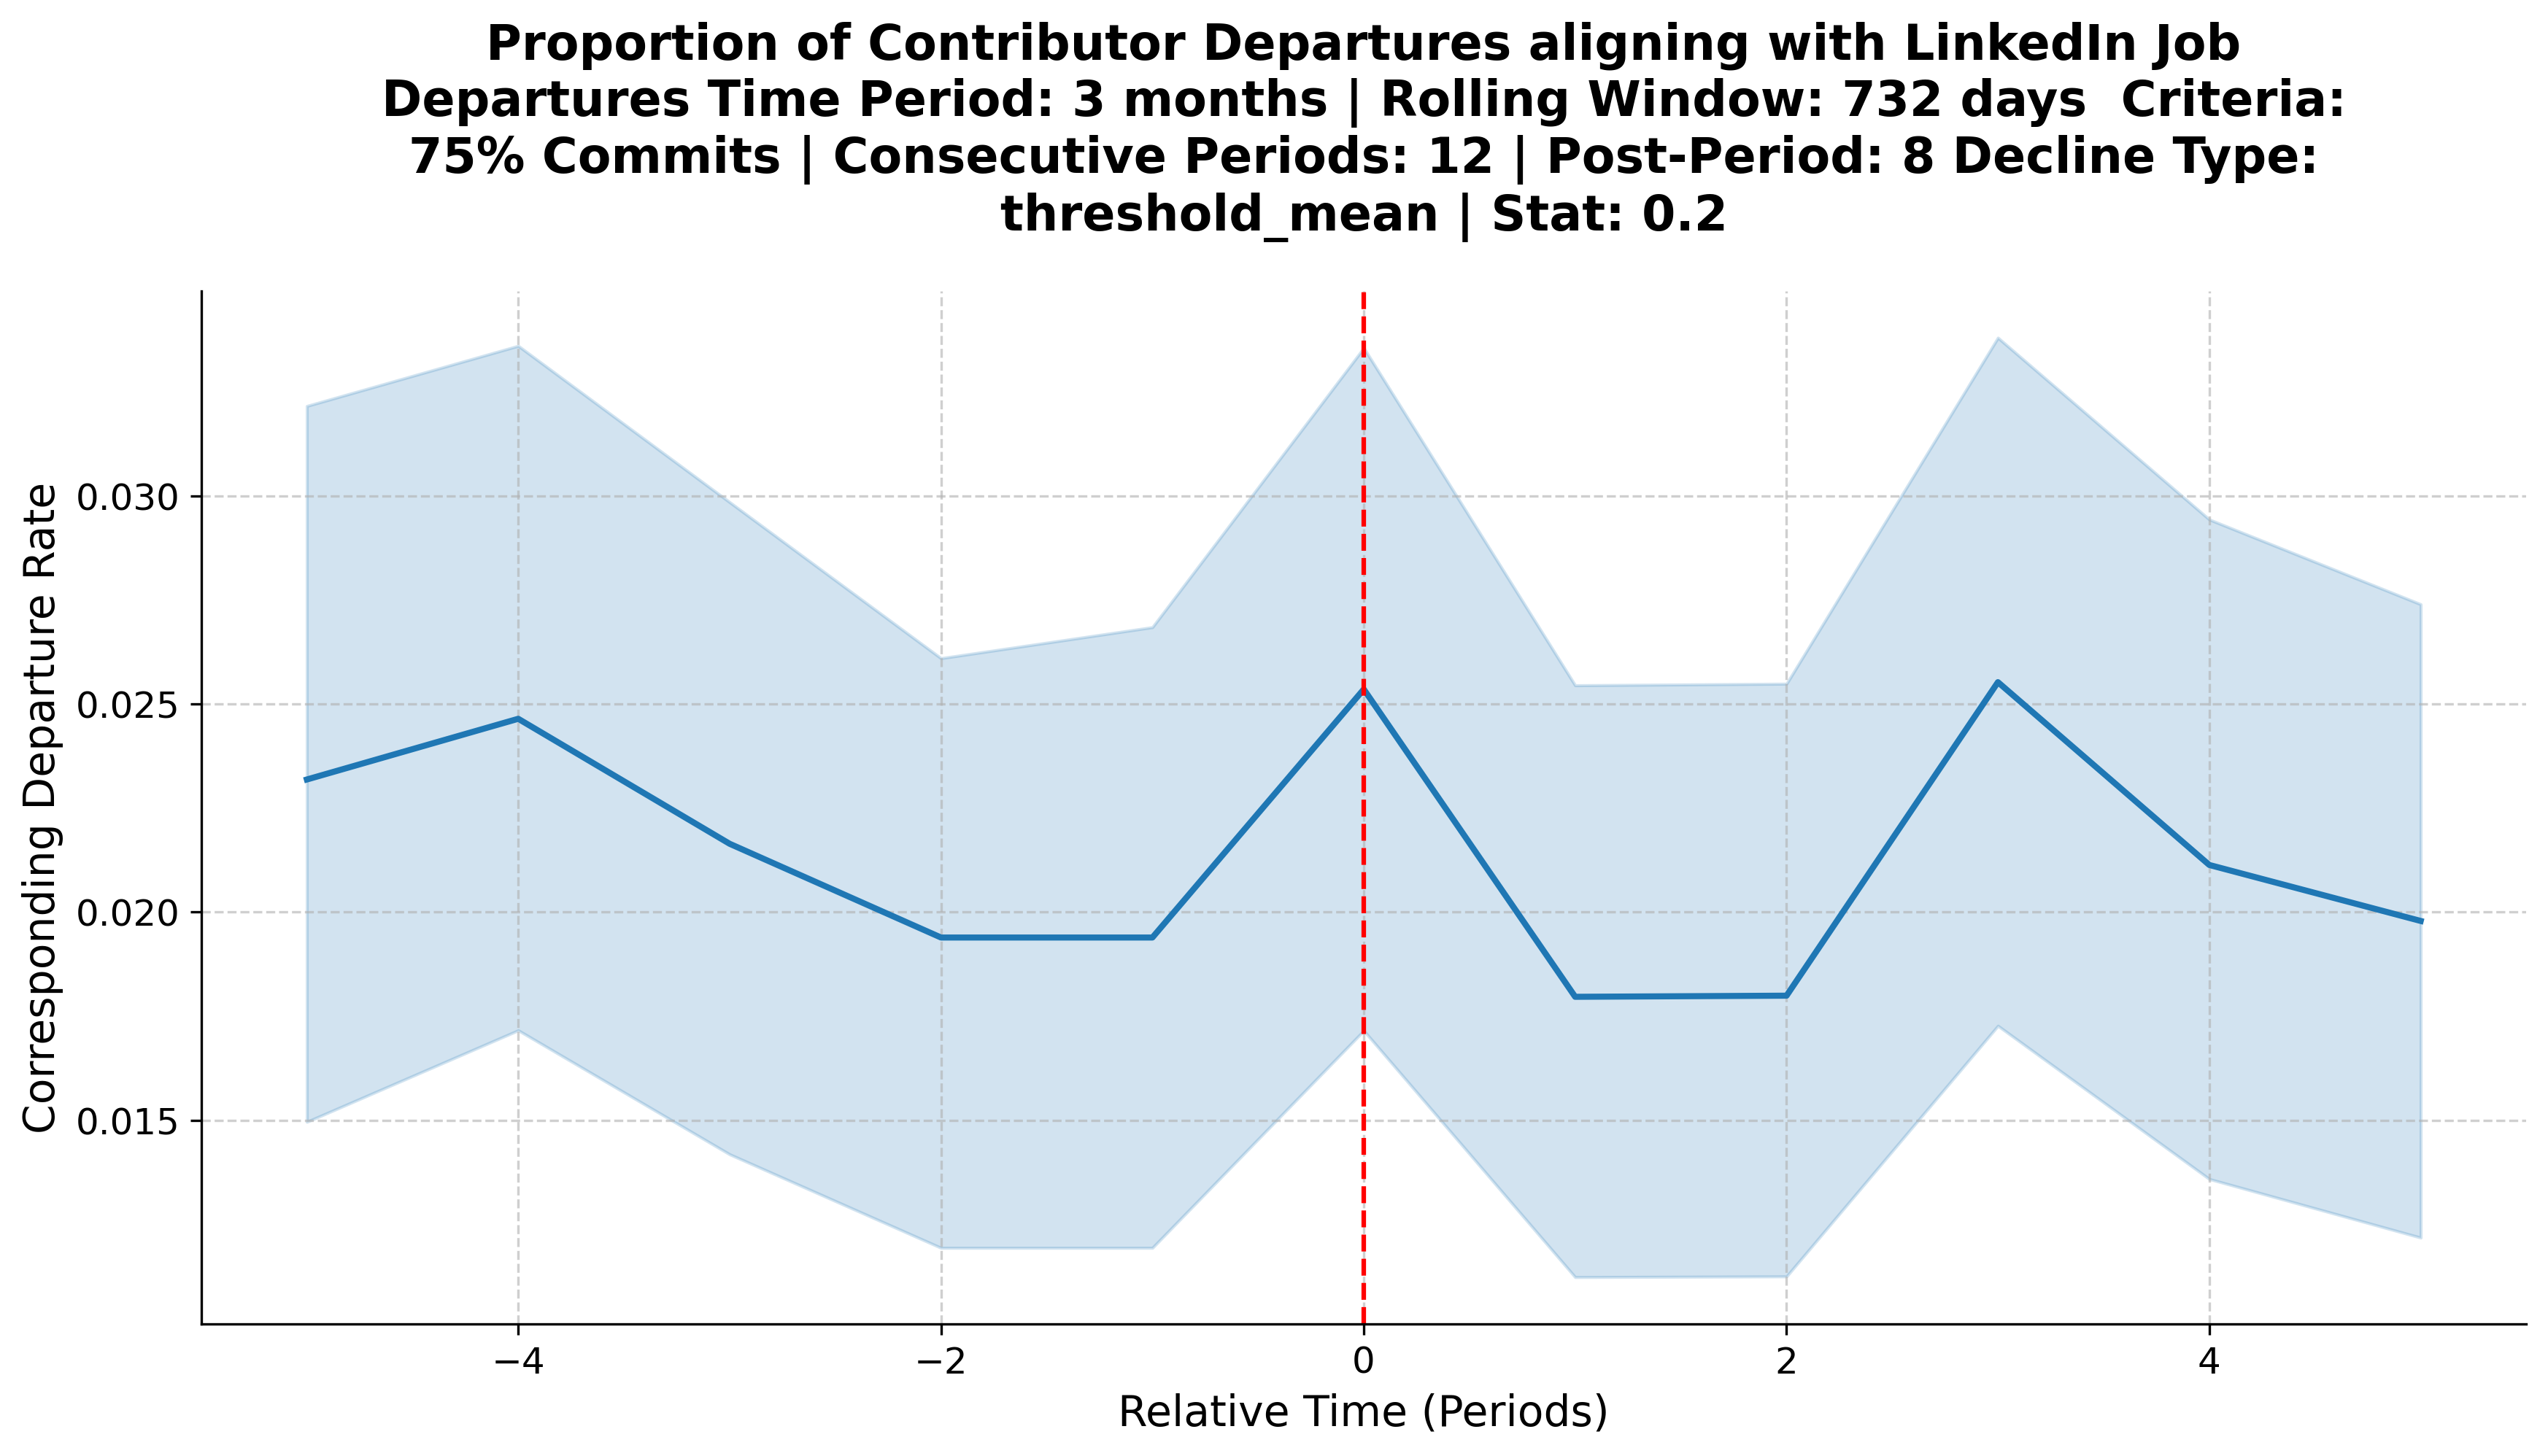 Proportion of Contributor Departures aligning with LinkedIn Job
Departures Time Period: 3 months | Rolling Window: 732 days  Criteria:
75% Commits | Consecutive Periods: 12 | Post-Period: 8 Decline Type:
threshold_mean | Stat: 0.2
Corresponding Departure Rate
0.030
0.025
0.020
0.015
−4
−2
0
2
4
Relative Time (Periods)